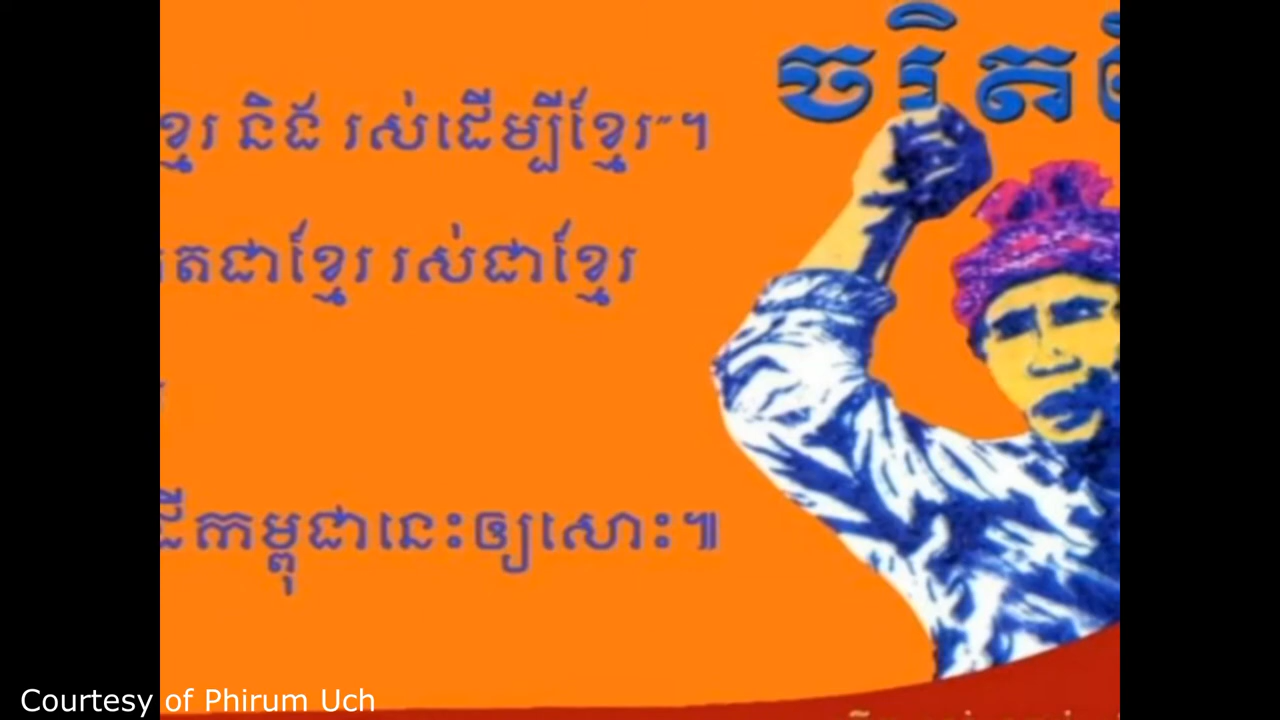 ចរិត
ខ្មែរ និង រស់ដើម្បីខ្មែរ"។
តជាខ្មែរ រស់ជាខ្មែរ
ដីកម្ពុជានេះឲ្យសោះ៕
Courtesy of Phirum Uch